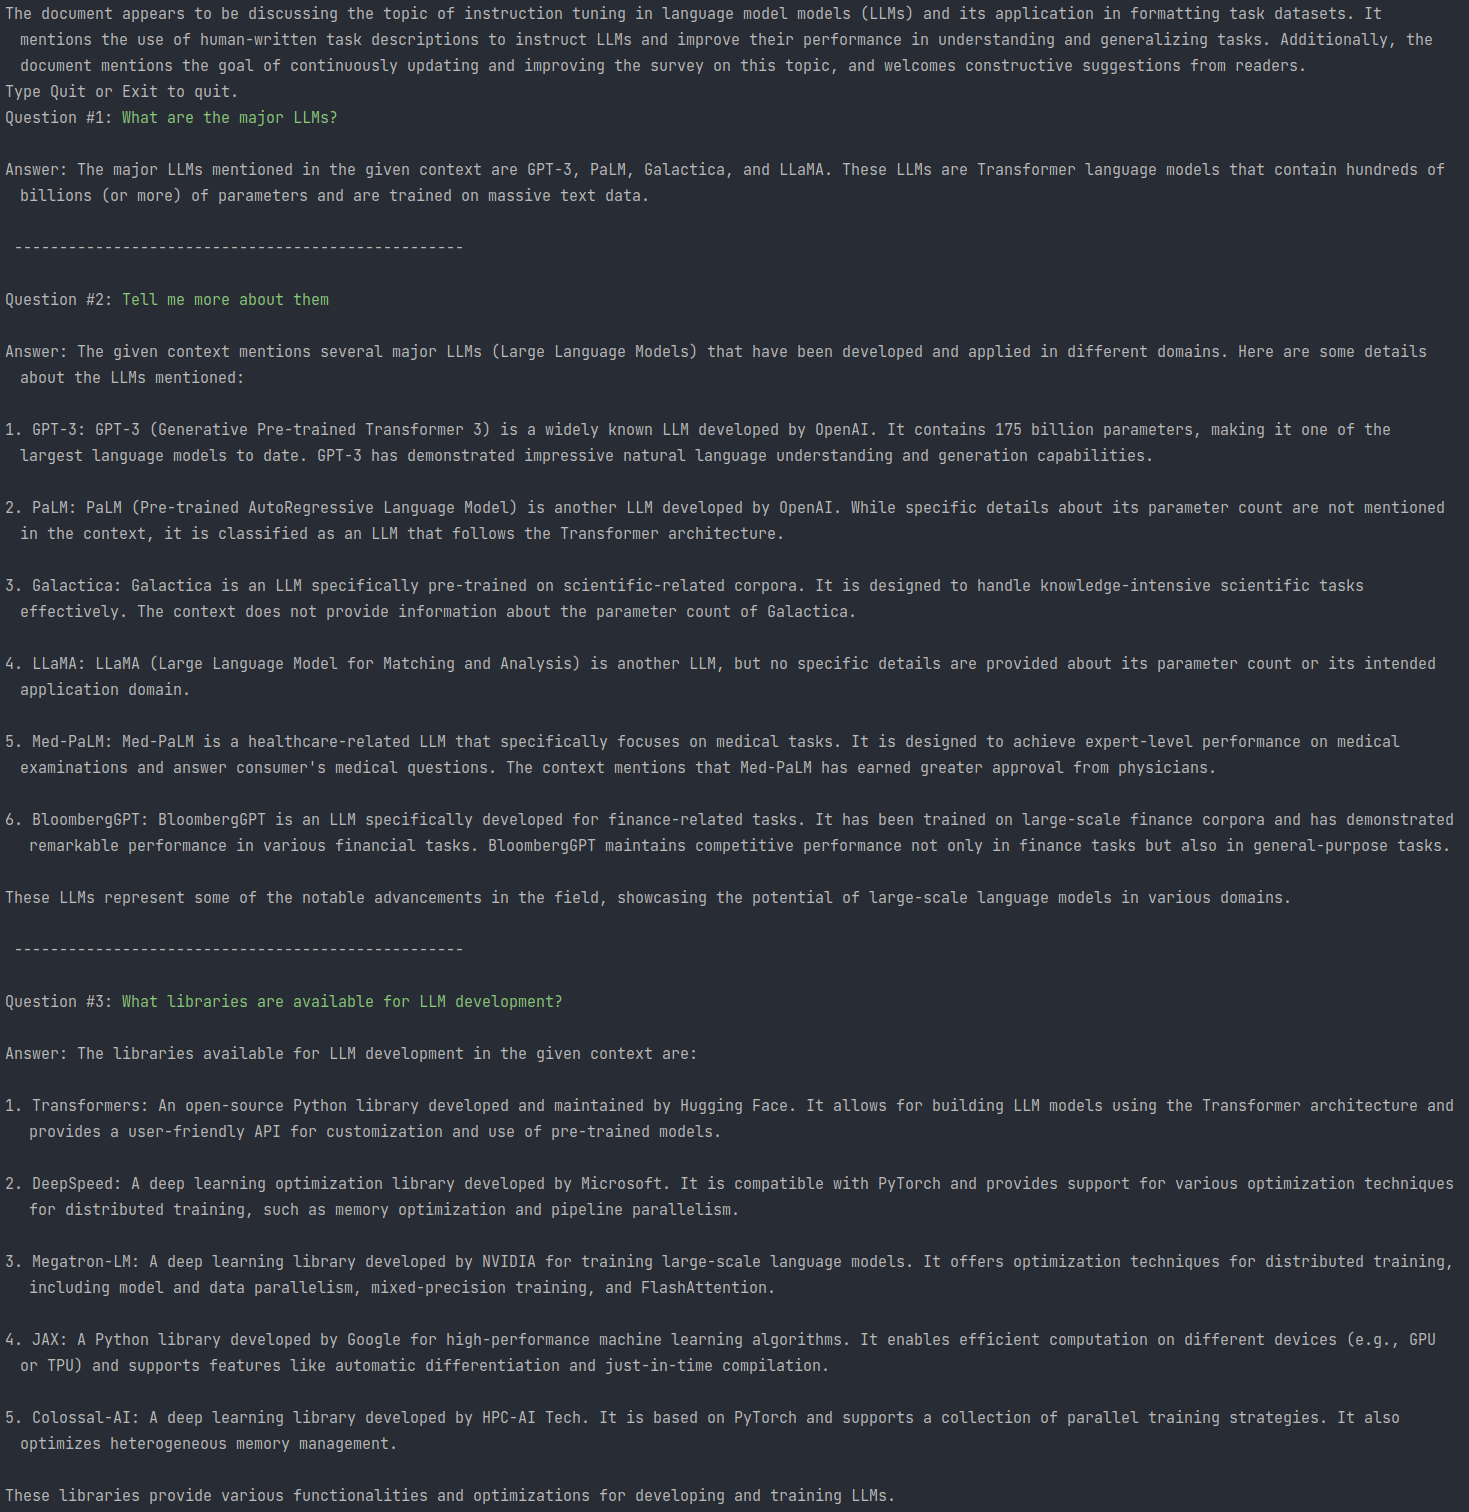 The document appears to be discussing the topic of instruction tuning in language model models (LLMs) and its application in formatting task datasets. It
mentions the use of human-written task descriptions to instruct LLMs and improve their performance in understanding and generalizing tasks. Additionally, the
document mentions the goal of continuously updating and improving the survey on this topic, and welcomes constructive suggestions from readers.
Type Quit or Exit to quit.
Question #1: What are the major LLMs?
Answer: The major LLMs mentioned in the given context are GPT-3, PaLM, Galactica, and LLaMA. These LLMs are Transformer language models that contain hundreds of
billions (or more) of parameters and are trained on massive text data.
--------------------------------------------------
Question #2: Tell me more about them
Answer: The given context mentions several major LLMs (Large Language Models) that have been developed and applied in different domains. Here are some details
about the LLMs mentioned:
1. GPT-3: GPT-3 (Generative Pre-trained Transformer 3) is a widely known LLM developed by OpenAI. It contains 175 billion parameters, making it one of the
largest language models to date. GPT-3 has demonstrated impressive natural language understanding and generation capabilities.
2. PaLM: PaLM (Pre-trained AutoRegressive Language Model) is another LLM developed by OpenAI. While specific details about its parameter count are not mentioned
in the context, it is classified as an LLM that follows the Transformer architecture.
3. Galactica: Galactica is an LLM specifically pre-trained on scientific-related corpora. It is designed to handle knowledge-intensive scientific tasks
effectively. The context does not provide information about the parameter count of Galactica.
4. LLaMA: LLaMA (Large Language Model for Matching and Analysis) is another LLM, but no specific details are provided about its parameter count or its intended
application domain.
5. Med-PaLM: Med-PaLM is a healthcare-related LLM that specifically focuses on medical tasks. It is designed to achieve expert-level performance on medical
examinations and answer consumer's medical questions. The context mentions that Med-PaLM has earned greater approval from physicians.
6. BloombergGPT: BloombergGPT is an LLM specifically developed for finance-related tasks. It has been trained on large-scale finance corpora and has demonstrated
remarkable performance in various financial tasks. BloombergGPT maintains competitive performance not only in finance tasks but also in general-purpose tasks.
These LLMs represent some of the notable advancements in the field, showcasing the potential of large-scale language models in various domains.
--------------------------------------------------
Question #3: What libraries are available for LLM development?
Answer: The libraries available for LLM development in the given context are:
1. Transformers: An open-source Python library developed and maintained by Hugging Face. It allows for building LLM models using the Transformer architecture and
provides a user-friendly API for customization and use of pre-trained models.
2. DeepSpeed: A deep learning optimization library developed by Microsoft. It is compatible with PyTorch and provides support for various optimization techniques
for distributed training, such as memory optimization and pipeline parallelism.
3. Megatron-LM: A deep learning library developed by NVIDIA for training large-scale language models. It offers optimization techniques for distributed training,
including model and data parallelism, mixed-precision training, and FlashAttention.
4. JAX: A Python library developed by Google for high-performance machine learning algorithms. It enables efficient computation on different devices (e.g., GPU
or TPU) and supports features like automatic differentiation and just-in-time compilation.
5. Colossal-AI: A deep learning library developed by HPC-AI Tech. It is based on PyTorch and supports a collection of parallel training strategies. It also
optimizes heterogeneous memory management.
These libraries provide various functionalities and optimizations for developing and training LLMs.